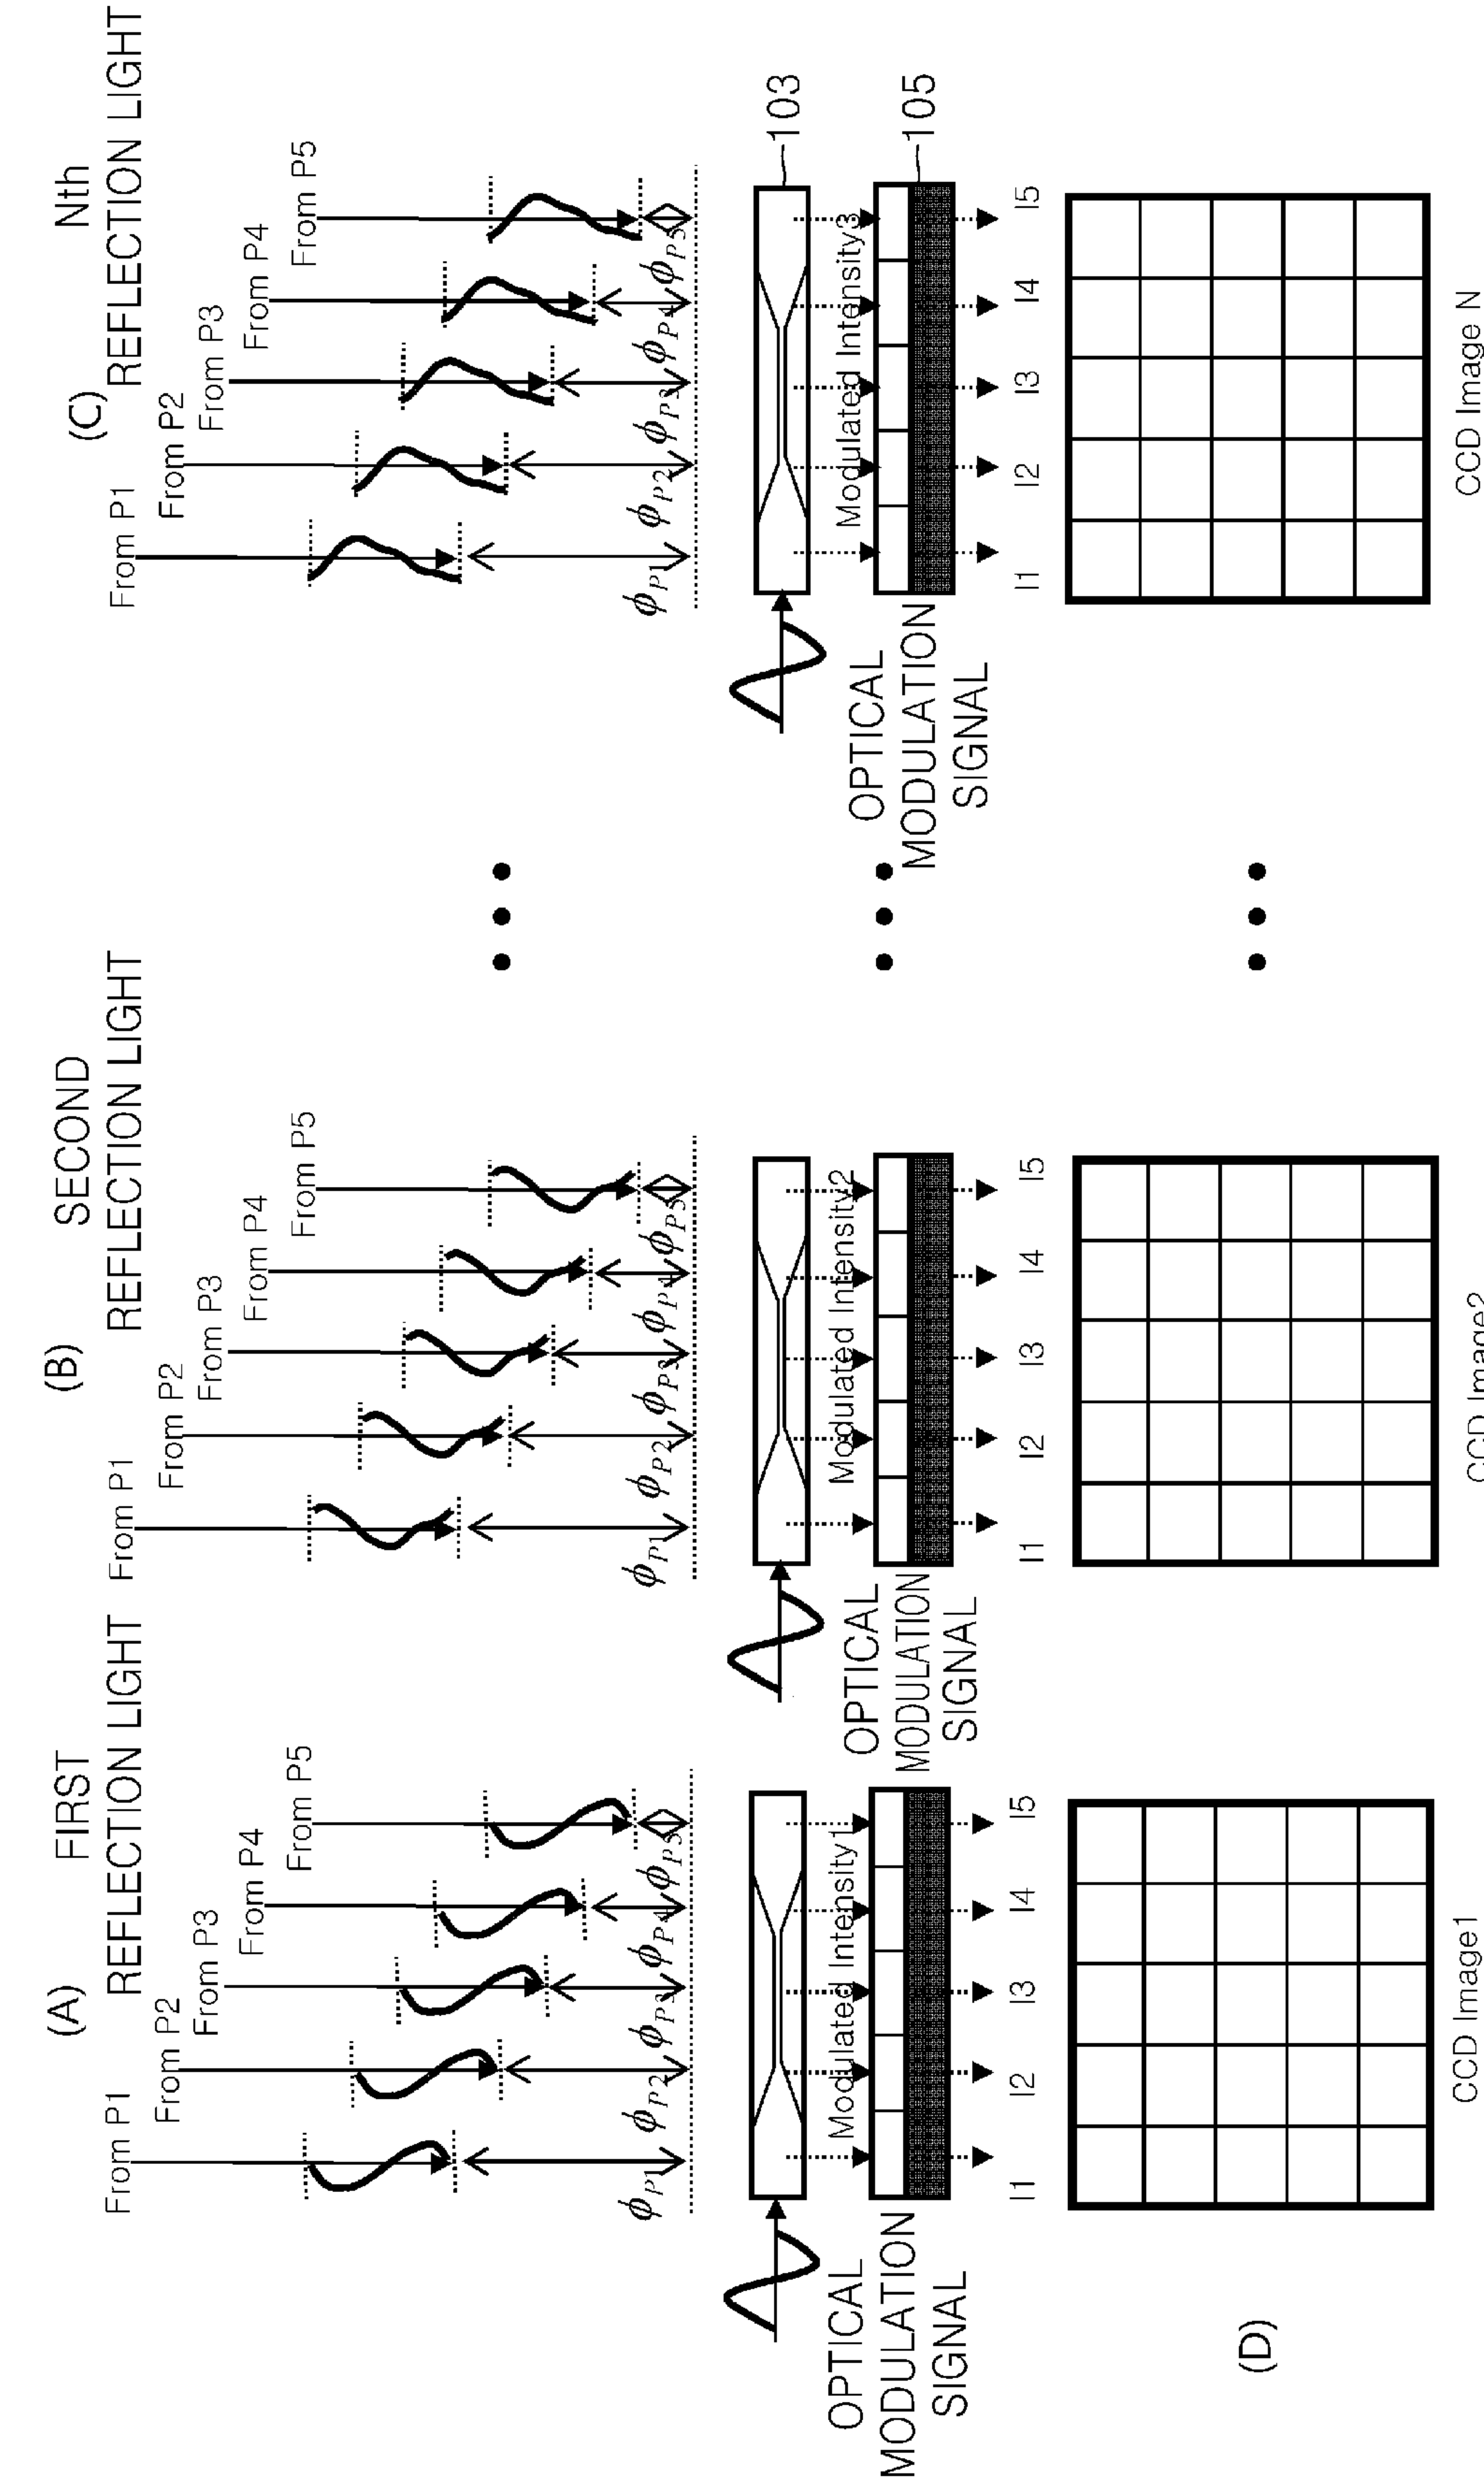 (A)
FIRST
REFLECTION LIGHT
From P1
From P2
From P3
From P4
From P5
ϕP1
ϕP2
ϕP3
ϕP4
ϕP5
Modulated Intensity1
OPTICAL
MODULATION
SIGNAL
I1 I2 I3 I4 I5
CCD Image1
(B)
SECOND
REFLECTION LIGHT
From P1
From P2
From P3
From P4
From P5
ϕP1
ϕP2
ϕP3
ϕP4
ϕP5
Modulated Intensity2
OPTICAL
MODULATION
SIGNAL
I1 I2 I3 I4 I5
CCD Image2
(C)
Nth
REFLECTION LIGHT
From P1
From P2
From P3
From P4
From P5
ϕP1
ϕP2
ϕP3
ϕP4
ϕP5
103
Modulated Intensity3
105
OPTICAL
MODULATION
SIGNAL
I1 I2 I3 I4 I5
CCD Image N
(D)